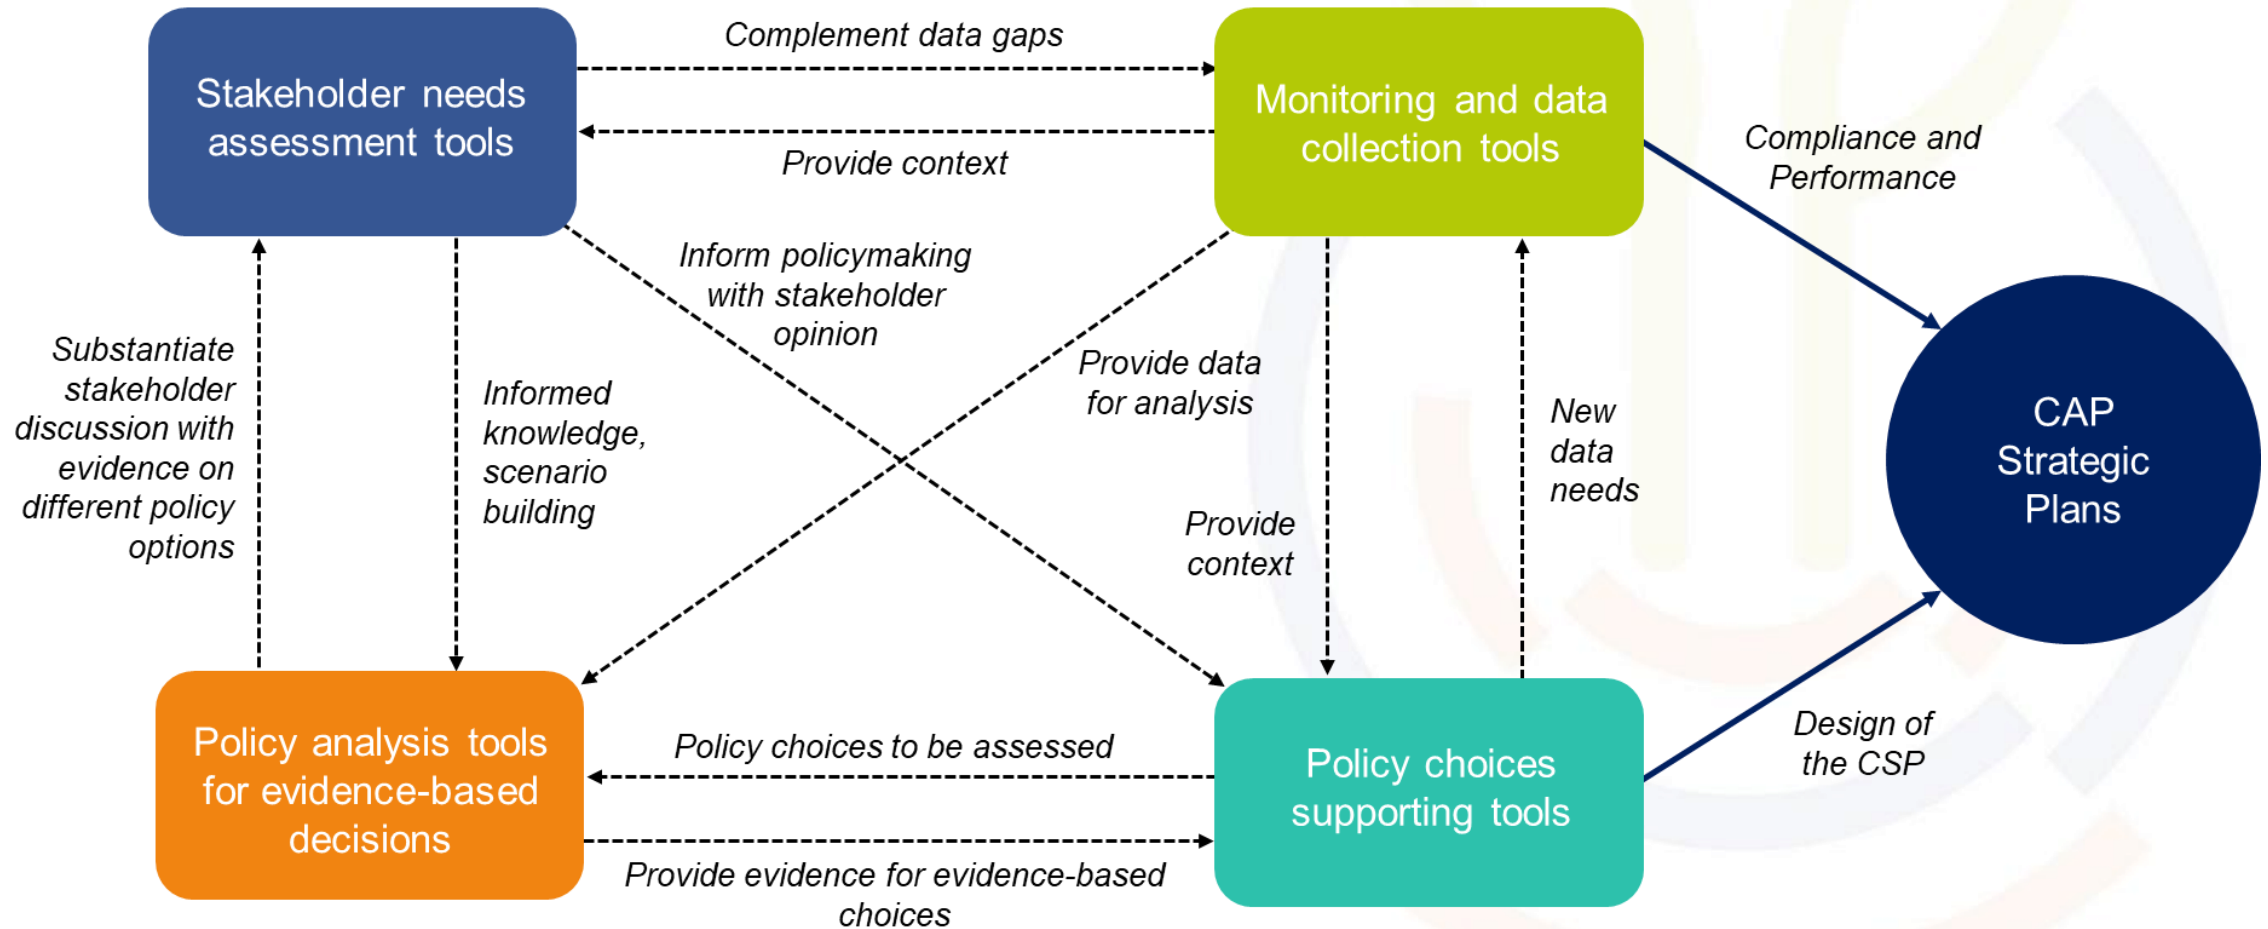 Complement data gaps
Stakeholder needs
assessment tools
Monitoring and data
collection tools
Provide context
Compliance and
Performance
Inform policymaking
with stakeholder
opinion
Substantiate
stakeholder
discussion with
evidence on
different policy
options
Informed
knowledge,
scenario
building
Provide data
for analysis
New
data
needs
Provide
context
CAP
Strategic
Plans
Policy analysis tools
for evidence-based
decisions
Policy choices to be assessed
Policy choices
supporting tools
Design of
the CSP
Provide evidence for evidence-based
choices